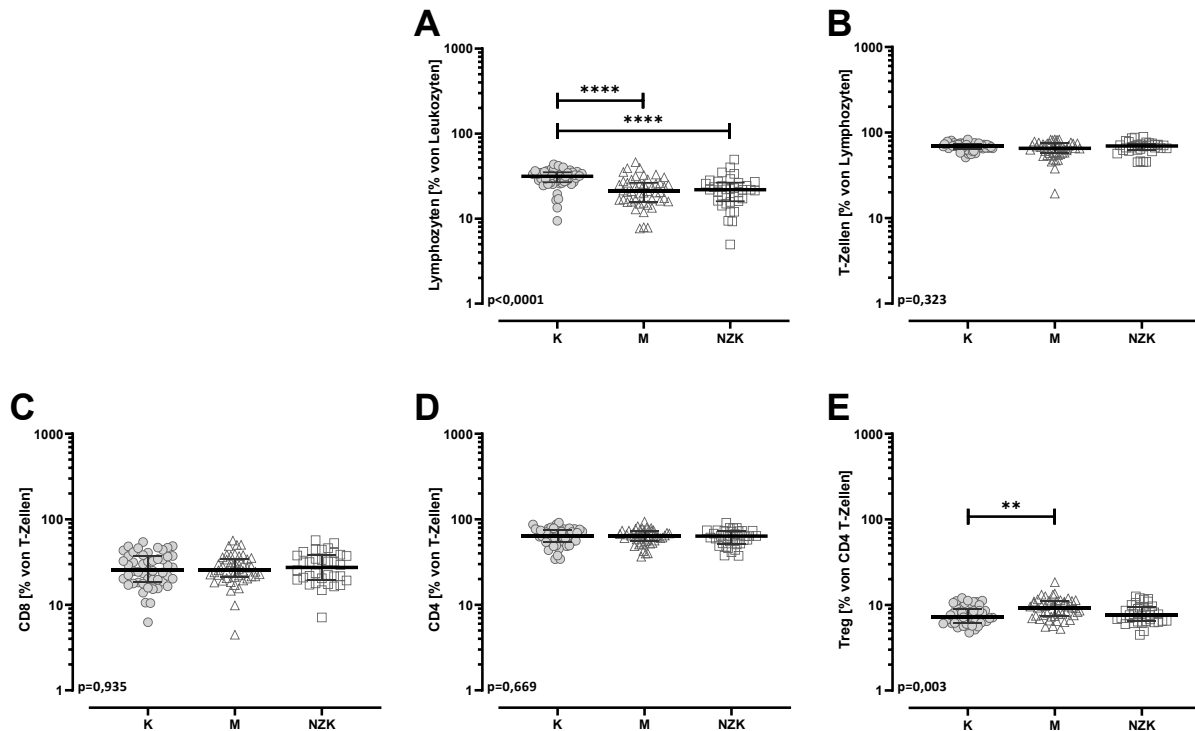 A
Lymphozyten [% von Leukozyten]
1000
100
10
1
****
****
p<0,0001
K M NZK
B
T-Zellen [% von Lymphozyten]
1000
100
10
1
p=0,323
K M NZK
C
CD8 [% von T-Zellen]
1000
100
10
1
p=0,935
K M NZK
D
CD4 [% von T-Zellen]
1000
100
10
1
p=0,669
K M NZK
E
Treg [% von CD4 T-Zellen]
1000
100
10
1
**
p=0,003
K M NZK